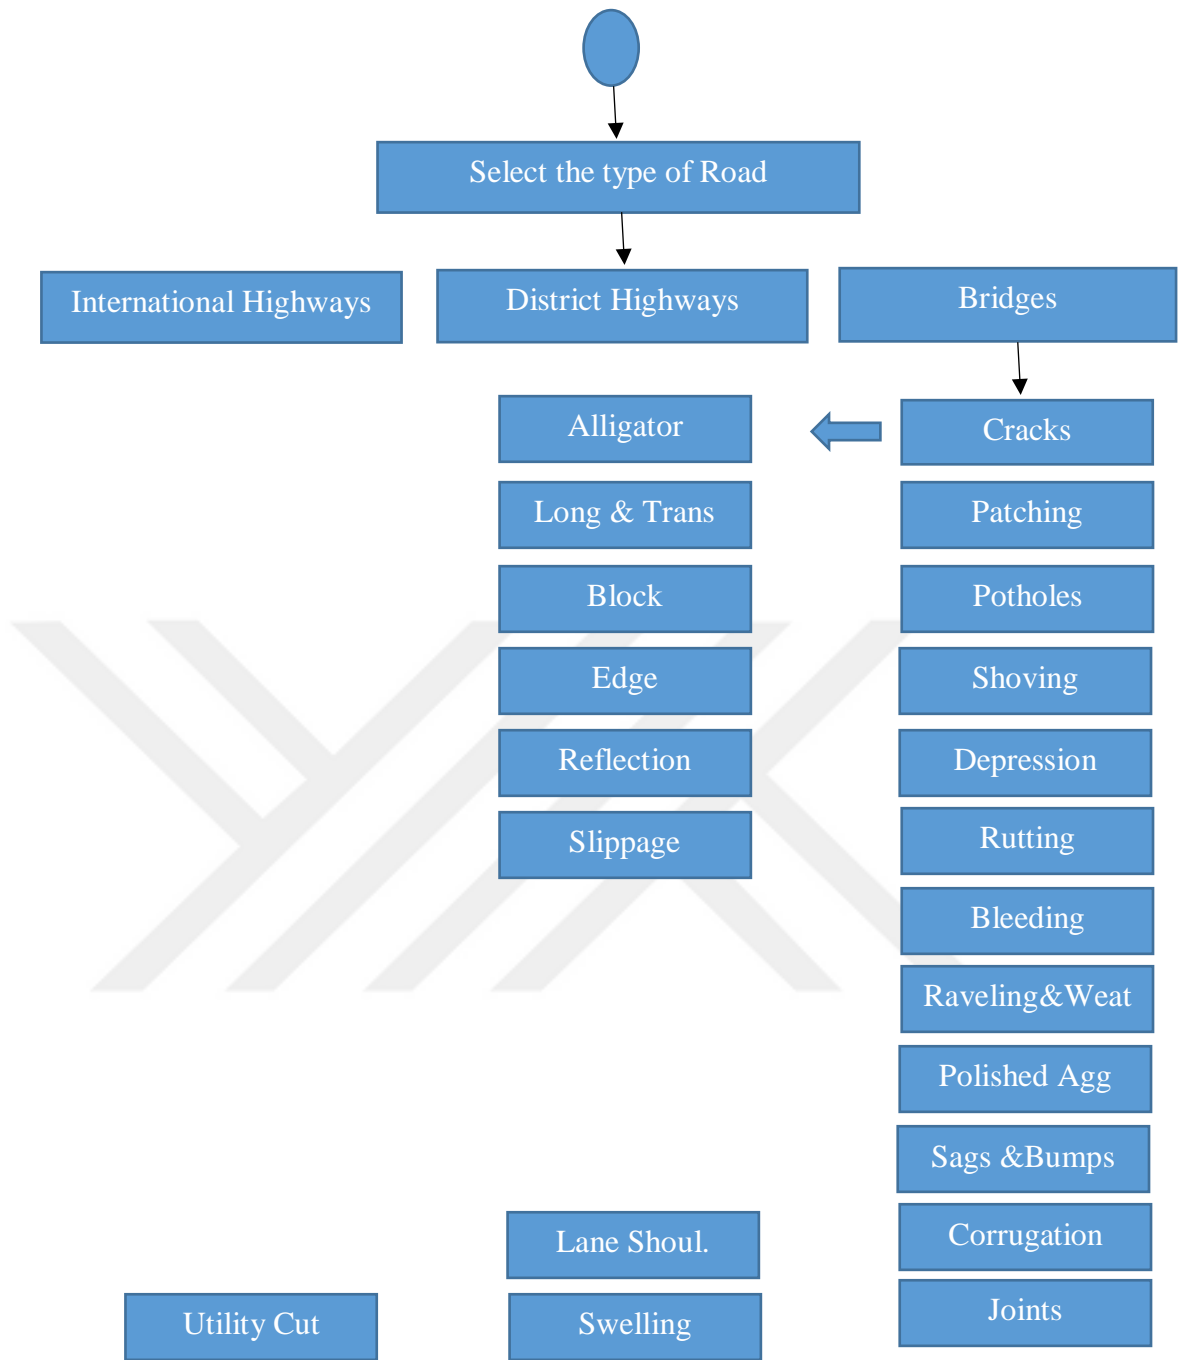 Select the type of Road
International Highways
District Highways
Bridges
Alligator
Cracks
Long & Trans
Patching
Block
Potholes
Edge
Shoving
Reflection
Depression
Slippage
Rutting
Bleeding
Raveling&Weat
Polished Agg
Sags &Bumps
Lane Shoul.
Corrugation
Utility Cut
Swelling
Joints